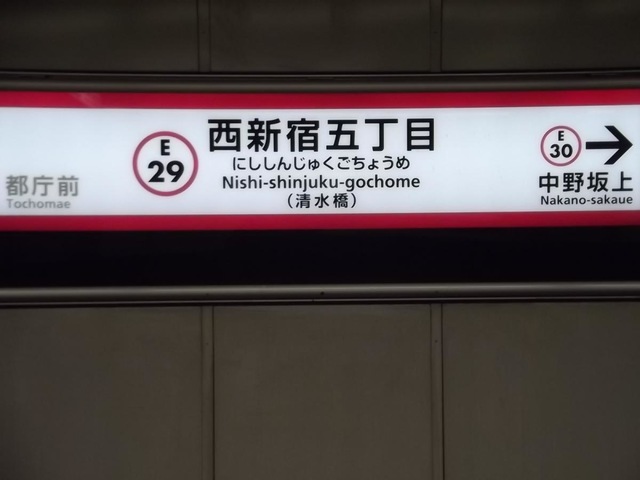 都庁前
Tochomae
E
29
西新宿五丁目
にししんじゅくごちょうめ
Nishi-shinjuku-gochome
(清水橋)
E
30
中野坂上
Nakano-sakaue